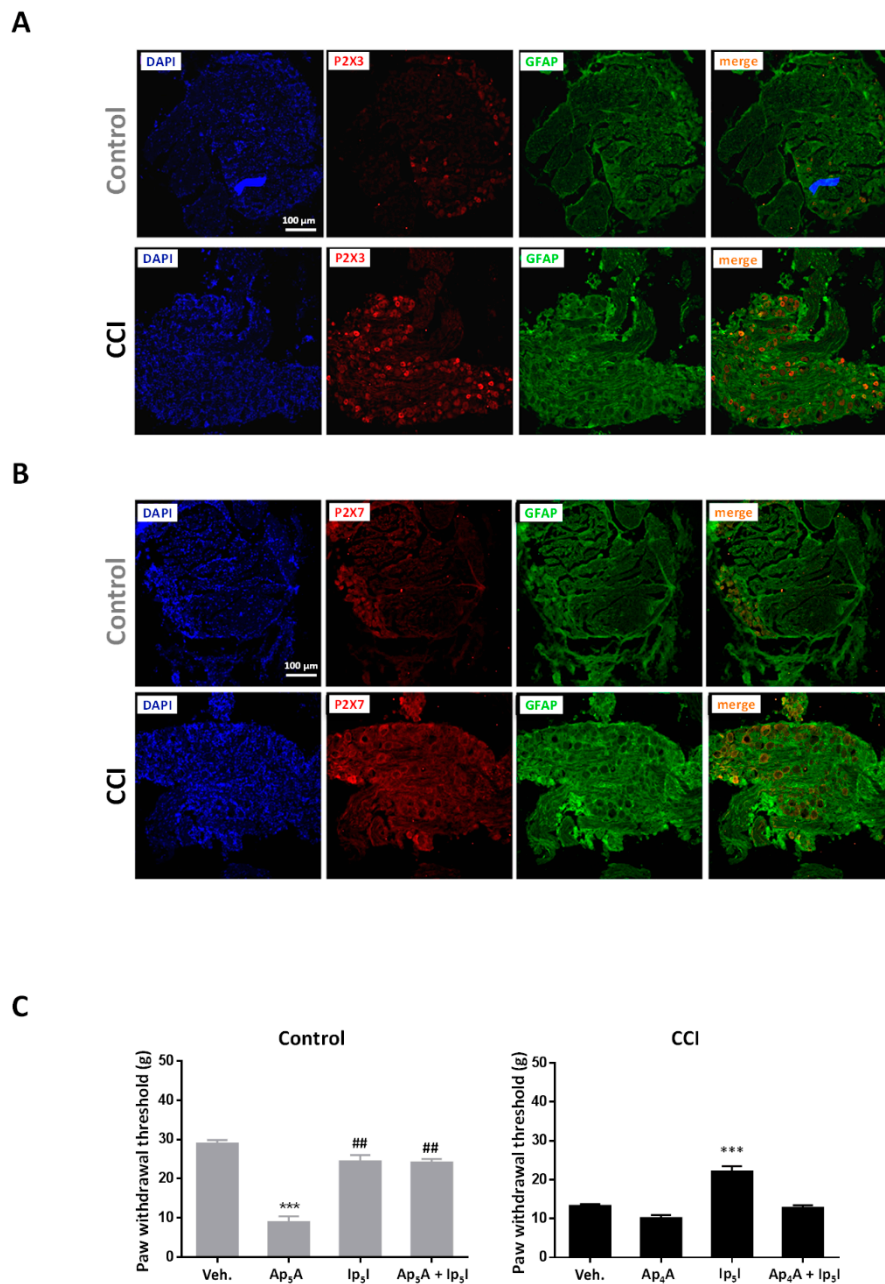 A
Control
DAPI
P2X3
GFAP
merge
100 µm
CCI
DAPI
P2X3
GFAP
merge
B
Control
DAPI
P2X7
GFAP
merge
100 µm
CCI
DAPI
P2X7
GFAP
merge
C
Control
Paw withdrawal threshold (g)
50
40
30
20
10
0
***
##
##
Veh.
Ap₅A
Ip₅I
Ap₅A + Ip₅I
CCI
Paw withdrawal threshold (g)
50
40
30
20
10
0
***
Veh.
Ap₄A
Ip₅I
Ap₄A + Ip₅I